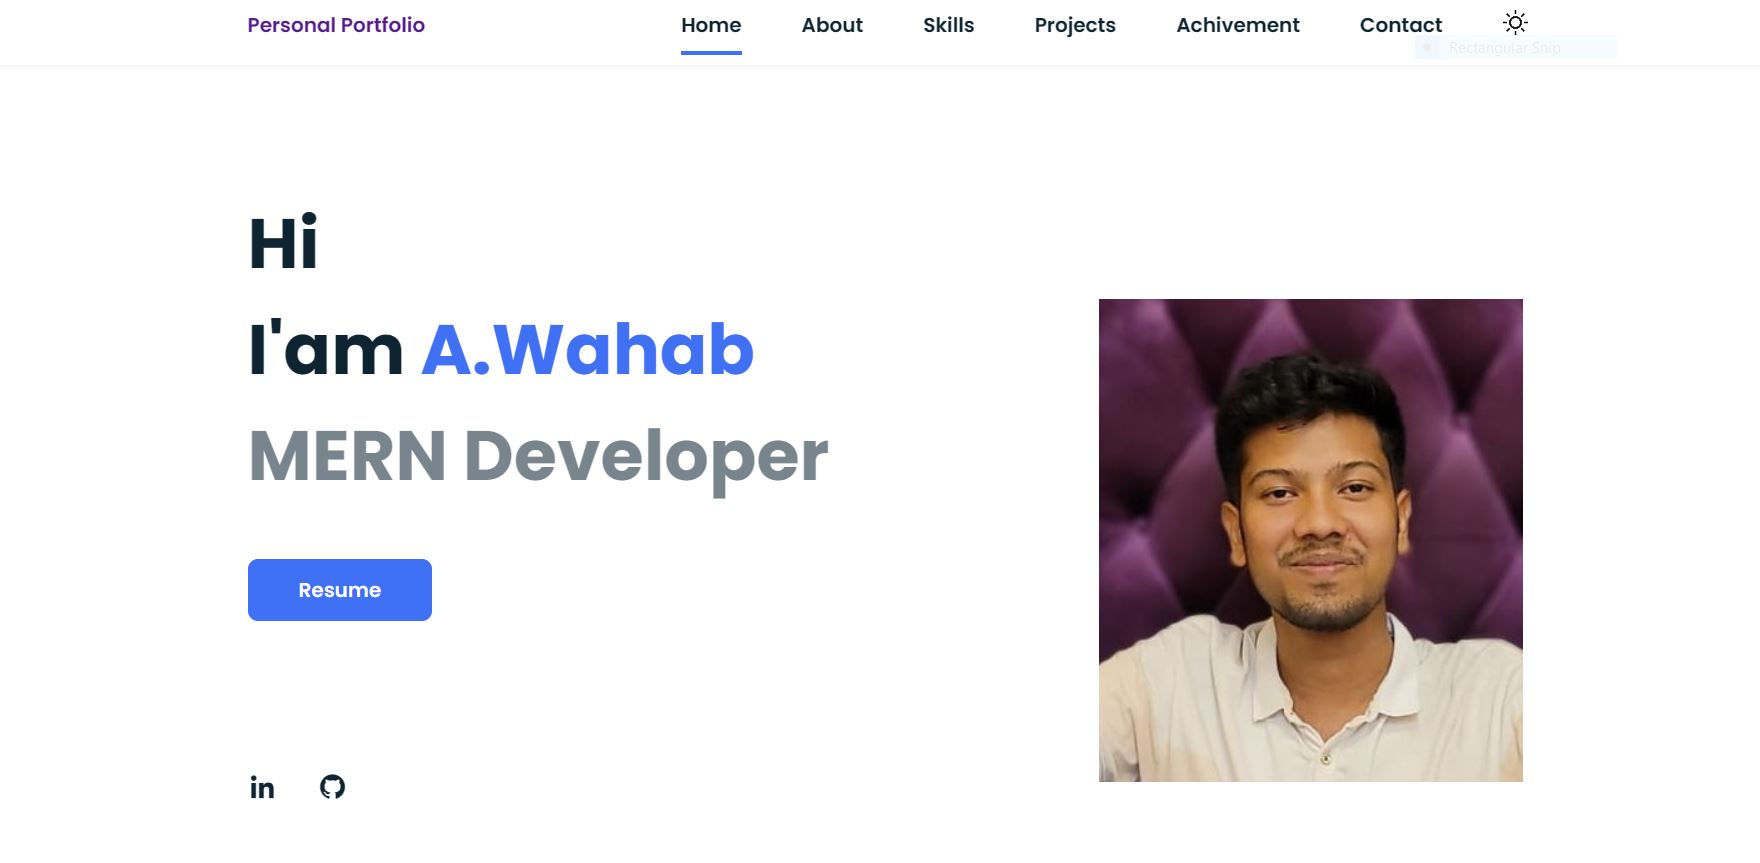 Personal Portfolio Home About Skills Projects Achivement Contact
Rectangular Snip
Hi
I'am A.Wahab
MERN Developer
Resume
in